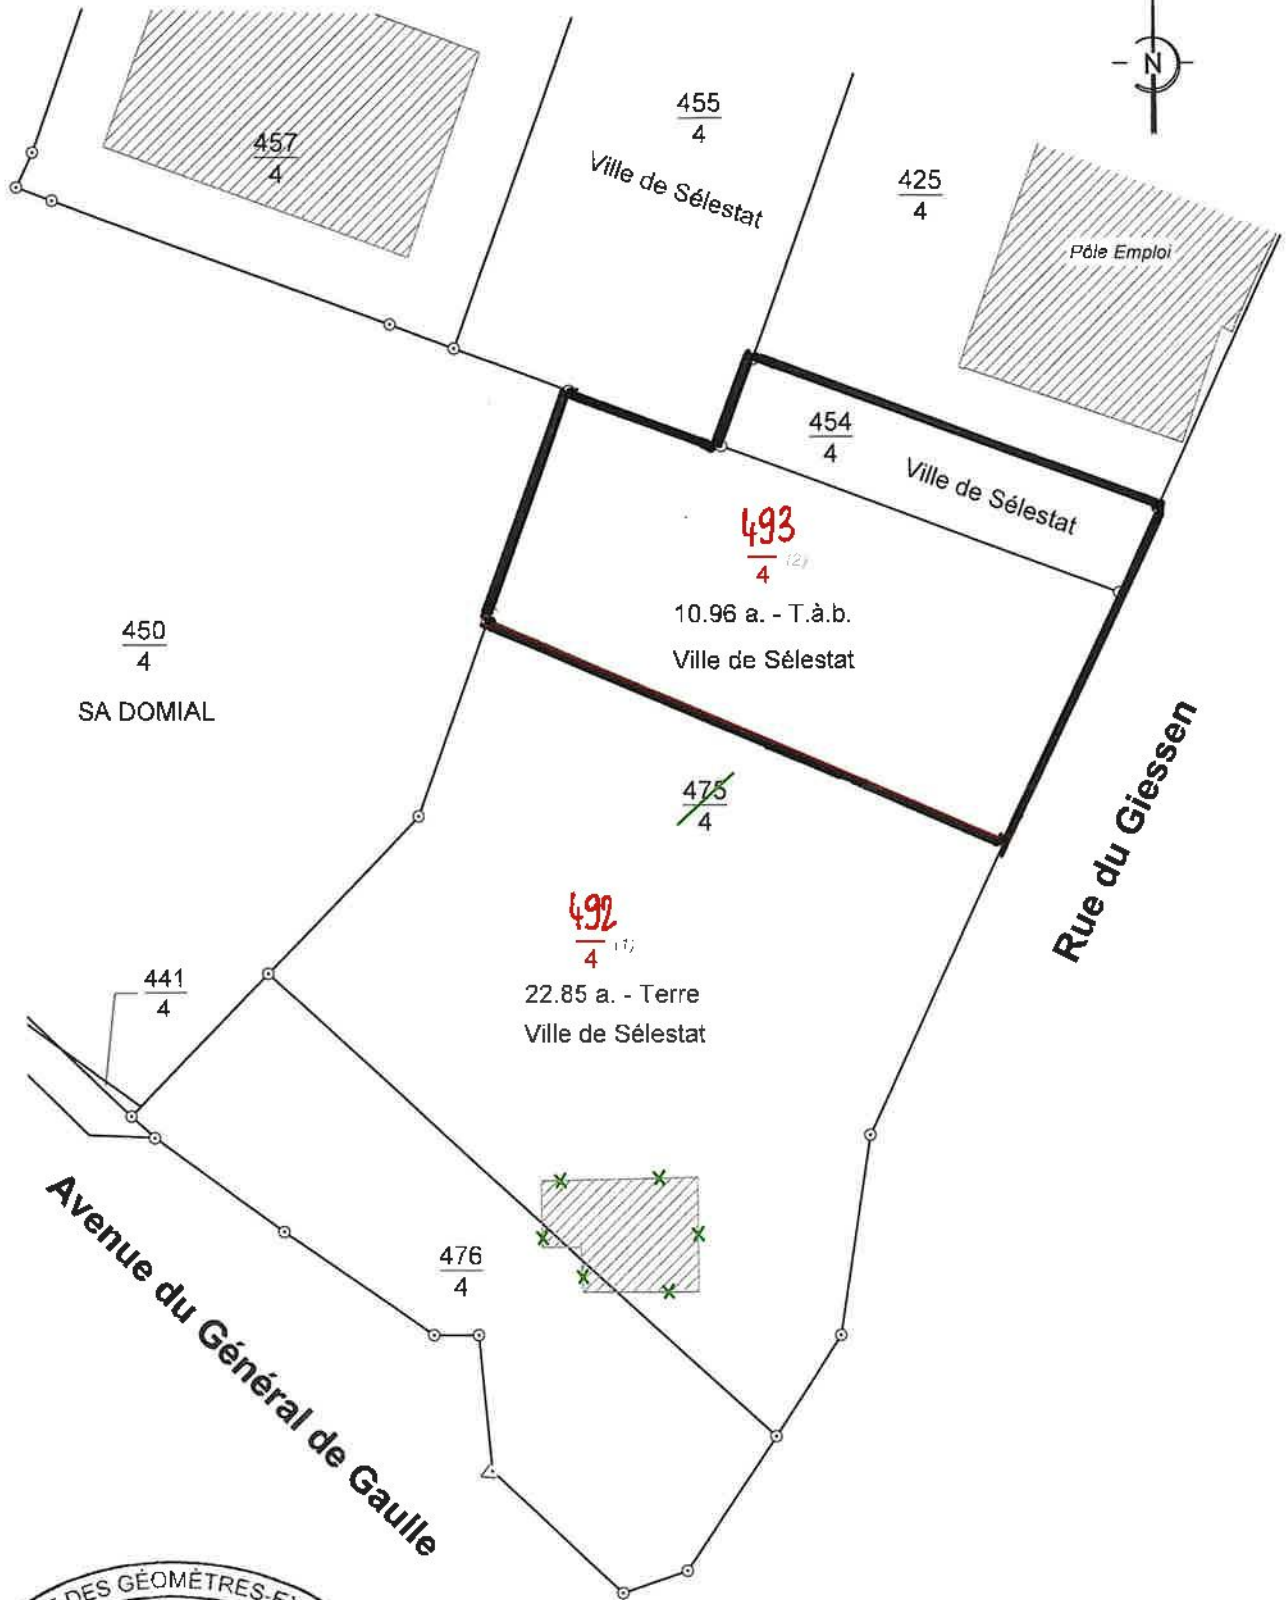 N
455
4
Ville de Sélestat
457
4
425
4
Pôle Emploi
454
4
Ville de Sélestat
493
4 (2)
10.96 a. - T.à.b.
Ville de Sélestat
450
4
SA DOMIAL
475
4
Rue du Giessen
492
4 (1)
22.85 a. - Terre
Ville de Sélestat
441
4
476
4
Avenue du Général de Gaulle
DES GÉOMÈTRES-